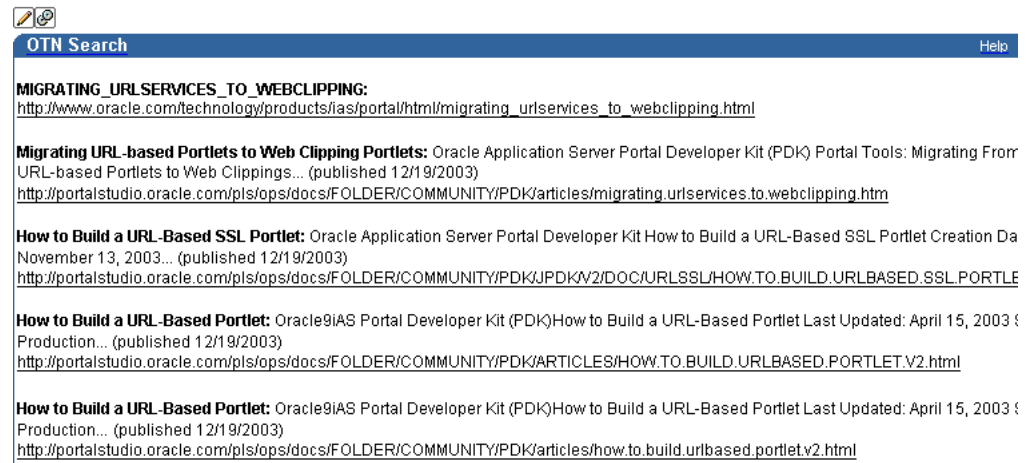 OTN Search Help
MIGRATING_URLSERVICES_TO_WEBCLIPPING:
http://www.oracle.com/technology/products/ias/portal/html/migrating_urlservices_to_webclipping.html
Migrating URL-based Portlets to Web Clipping Portlets: Oracle Application Server Portal Developer Kit (PDK) Portal Tools: Migrating From
URL-based Portlets to Web Clippings... (published 12/19/2003)
http://portalstudio.oracle.com/pls/ops/docs/FOLDER/COMMUNITY/PDK/articles/migrating.urlservices.to.webclipping.htm
How to Build a URL-Based SSL Portlet: Oracle Application Server Portal Developer Kit How to Build a URL-Based SSL Portlet Creation Da
November 13, 2003... (published 12/19/2003)
http://portalstudio.oracle.com/pls/ops/docs/FOLDER/COMMUNITY/PDK/JPDK/V2/DOC/URLSSL/HOW.TO.BUILD.URLBASED.SSL.PORTLE
How to Build a URL-Based Portlet: Oracle9iAS Portal Developer Kit (PDK)How to Build a URL-Based Portlet Last Updated: April 15, 2003
Production... (published 12/19/2003)
http://portalstudio.oracle.com/pls/ops/docs/FOLDER/COMMUNITY/PDK/ARTICLES/HOW.TO.BUILD.URLBASED.PORTLET.V2.html
How to Build a URL-Based Portlet: Oracle9iAS Portal Developer Kit (PDK)How to Build a URL-Based Portlet Last Updated: April 15, 2003
Production... (published 12/19/2003)
http://portalstudio.oracle.com/pls/ops/docs/FOLDER/COMMUNITY/PDK/articles/how.to.build.urlbased.portlet.v2.html